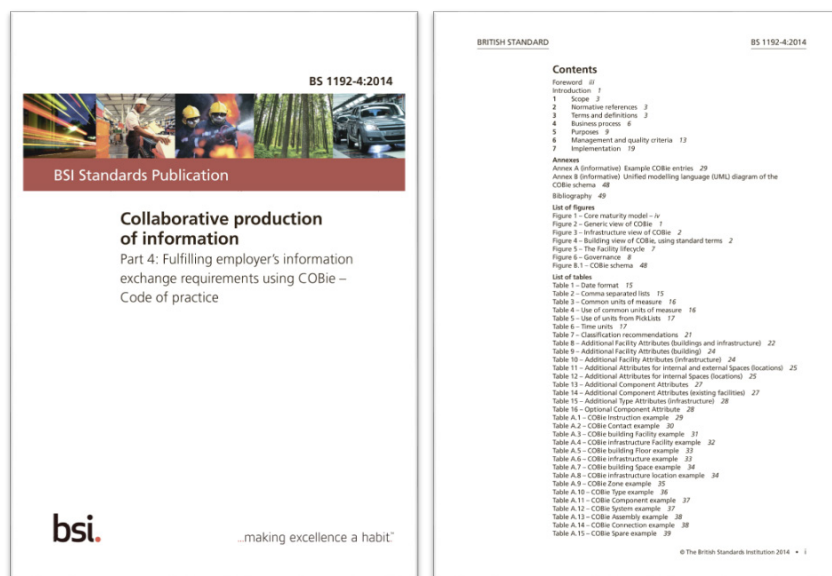 BS 1192-4:2014
BSI Standards Publication
Collaborative production
of information
Part 4: Fulfilling employer's information
exchange requirements using COBie –
Code of practice
bsi.
...making excellence a habit.™
BRITISH STANDARD
BS 1192-4:2014
Contents
Foreword iii
Introduction 1
1 Scope 3
2 Normative references 3
3 Terms and definitions 3
4 Business process 6
5 Purposes 9
6 Management and quality criteria 13
7 Implementation 19
Annexes
Annex A (informative) Example COBie entries 29
Annex B (informative) Unified modelling language (UML) diagram of the
COBie schema 48
Bibliography 49
List of figures
Figure 1 – Core maturity model – iv
Figure 2 – Generic view of COBie 1
Figure 3 – Infrastructure view of COBie 2
Figure 4 – Building view of COBie, using standard terms 2
Figure 5 – The Facility lifecycle 7
Figure 6 – Governance 8
Figure B.1 – COBie schema 48
List of tables
Table 1 – Date format 15
Table 2 – Comma separated lists 15
Table 3 – Common units of measure 16
Table 4 – Use of common units of measure 16
Table 5 – Use of units from PickLists 17
Table 6 – Time units 17
Table 7 – Classification recommendations 21
Table 8 – Additional Facility Attributes (buildings and infrastructure) 22
Table 9 – Additional Facility Attributes (building) 24
Table 10 – Additional Facility Attributes (infrastructure) 24
Table 11 – Additional Attributes for internal and external Spaces (locations) 25
Table 12 – Additional Attributes for internal Spaces (locations) 25
Table 13 – Additional Component Attributes 27
Table 14 – Additional Component Attributes (existing facilities) 27
Table 15 – Additional Type Attributes (infrastructure) 28
Table 16 – Optional Component Attribute 28
Table A.1 – COBie Instruction example 29
Table A.2 – COBie Contact example 30
Table A.3 – COBie building Facility example 31
Table A.4 – COBie infrastructure Facility example 32
Table A.5 – COBie building Floor example 33
Table A.6 – COBie infrastructure example 33
Table A.7 – COBie building Space example 34
Table A.8 – COBie infrastructure location example 34
Table A.9 – COBie Zone example 35
Table A.10 – COBie Type example 36
Table A.11 – COBie Component example 37
Table A.12 – COBie System example 37
Table A.13 – COBie Assembly example 38
Table A.14 – COBie Connection example 38
Table A.15 – COBie Spare example 39
© The British Standards Institution 2014 • i